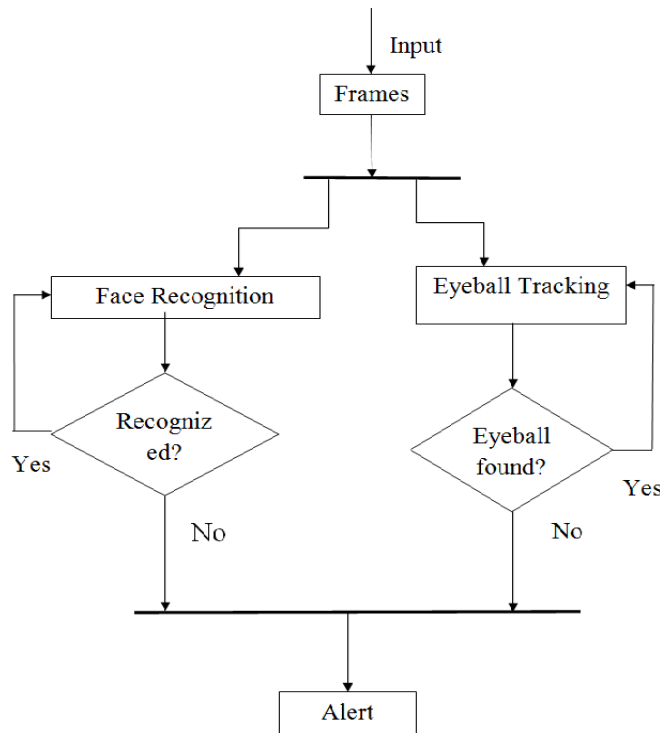 Input
Frames
Face Recognition
Eyeball Tracking
Recogniz
ed?
Eyeball
found?
Yes
Yes
No
No
Alert